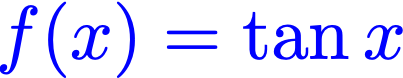 f(x) = tan x